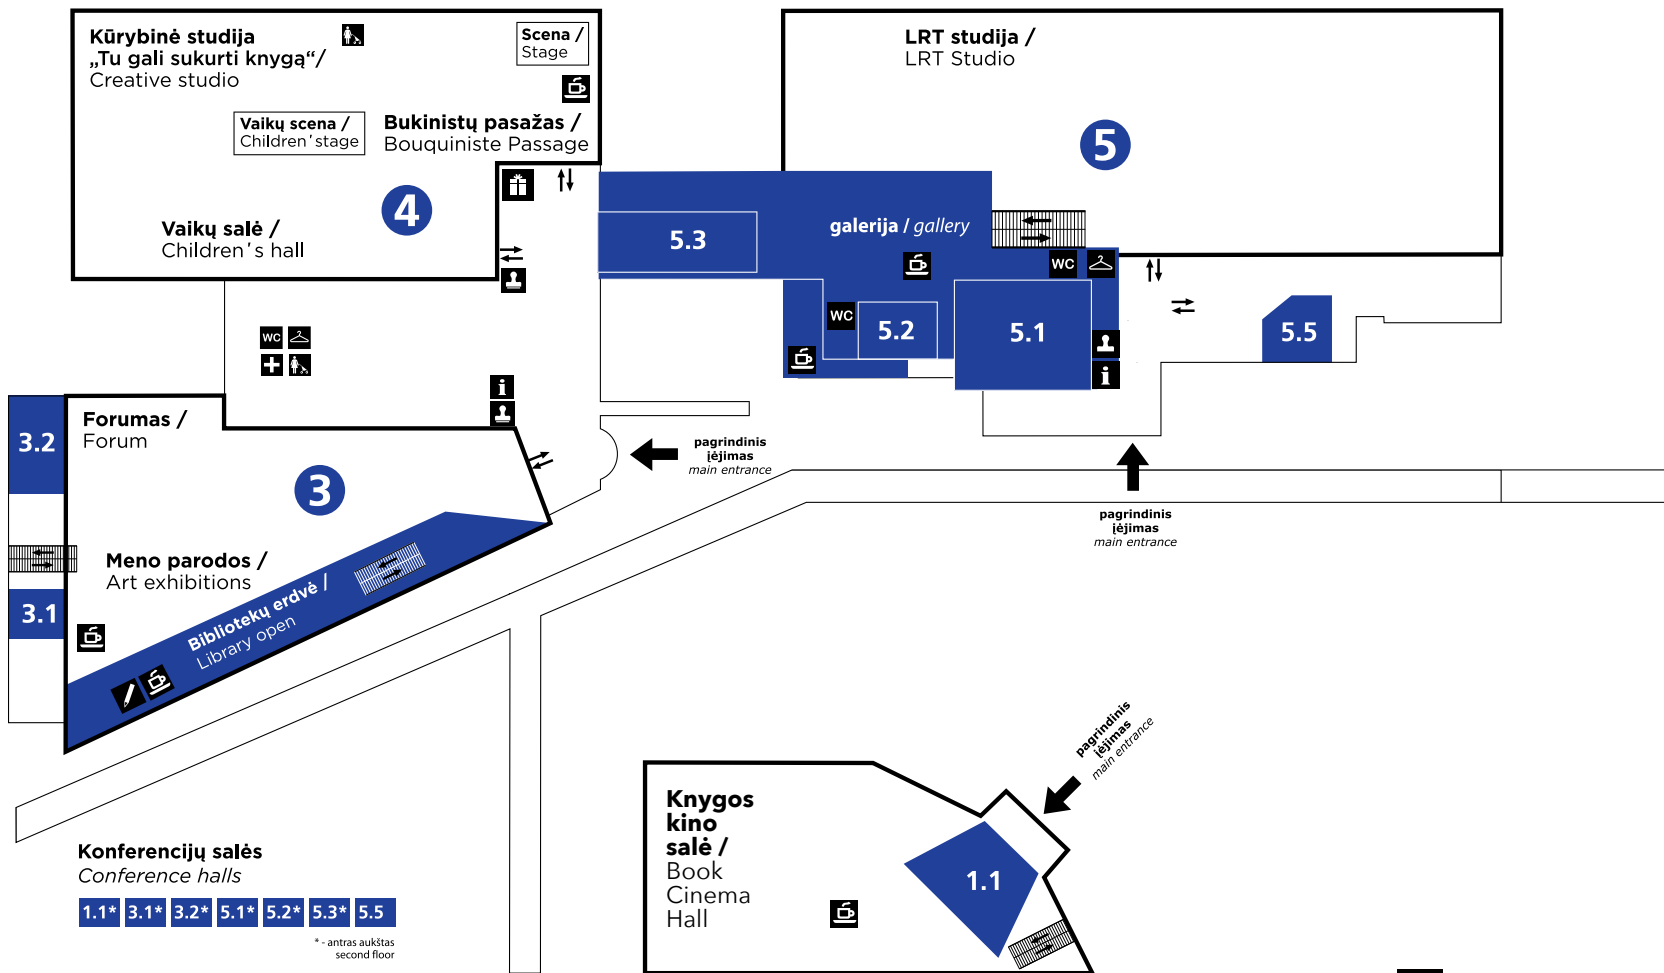 Kūrybinė studija
„Tu gali sukurti knygą“/
Creative studio
Scena /
Stage
Vaikų scena /
Children'stage
Bukinistų pasažas /
Bouquiniste Passage
4
Vaikų salė /
Children's hall
LRT studija /
LRT Studio
5
galerija / gallery
5.3
WC
WC
5.2
5.1
5.5
i
WC
i
3.2
Forumas /
Forum
3
pagrindinis
įėjimas
main entrance
pagrindinis
įėjimas
main entrance
Meno parodos /
Art exhibitions
3.1
Bibliotekų erdvė /
Library open
pagrindinis
įėjimas
main entrance
Knygos
kino
salė /
Book
Cinema
Hall
1.1
Konferencijų salės
Conference halls
1.1* 3.1* 3.2* 5.1* 5.2* 5.3* 5.5
* - antras aukštas
second floor